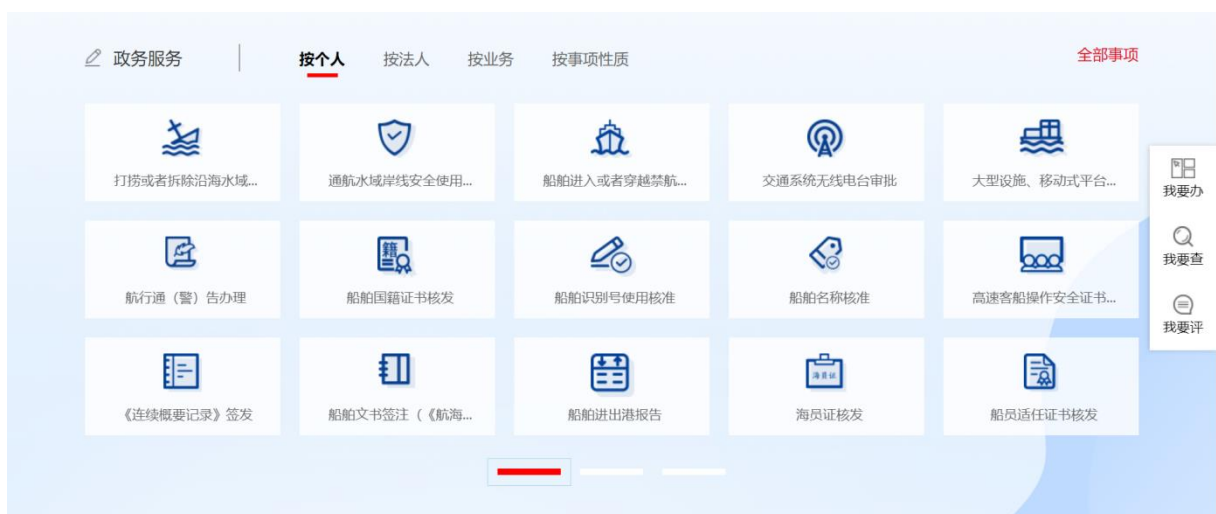 政务服务
按个人
按法人
按业务
按事项性质
全部事项
打捞或者拆除沿海水域...
通航水域岸线安全使用...
船舶进入或者穿越禁航...
交通系统无线电台审批
大型设施、移动式平台...
我要办
籍
航行通（警）告办理
船舶国籍证书核发
船舶识别号使用核准
船舶名称核准
高速客船操作安全证书...
我要查
我要评
海员证
《连续概要记录》签发
船舶文书签注（《航海...
船舶进出港报告
海员证核发
船员适任证书核发